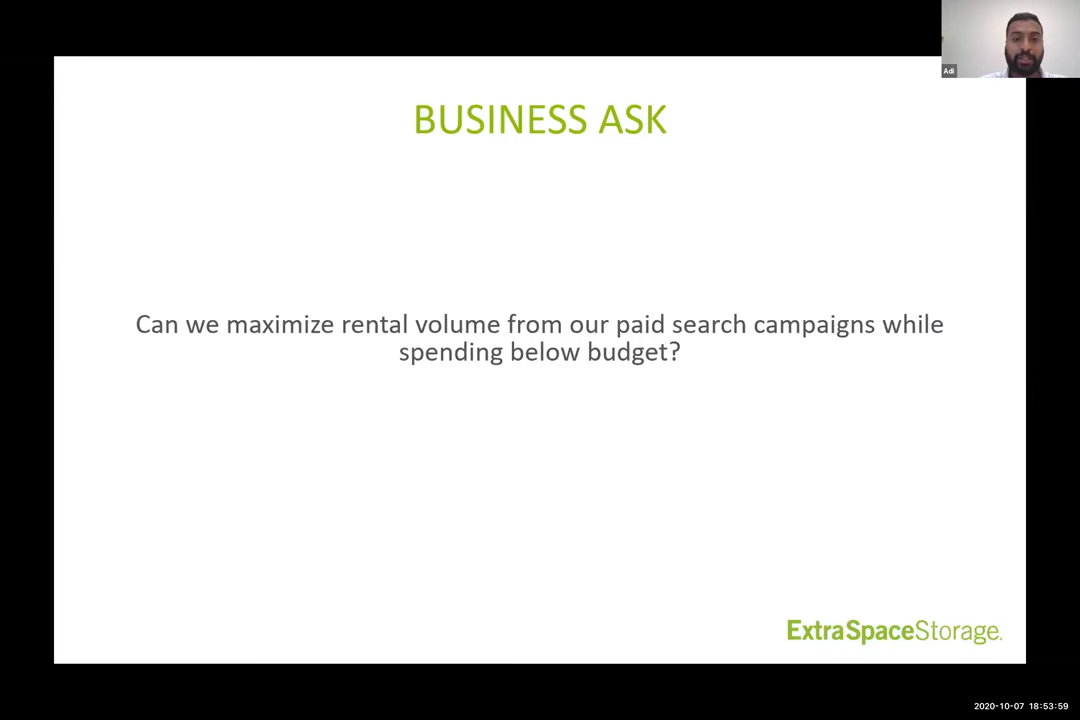 Adi
BUSINESS ASK
Can we maximize rental volume from our paid search campaigns while
spending below budget?
ExtraSpaceStorage.
2020-10-07 18:53:59